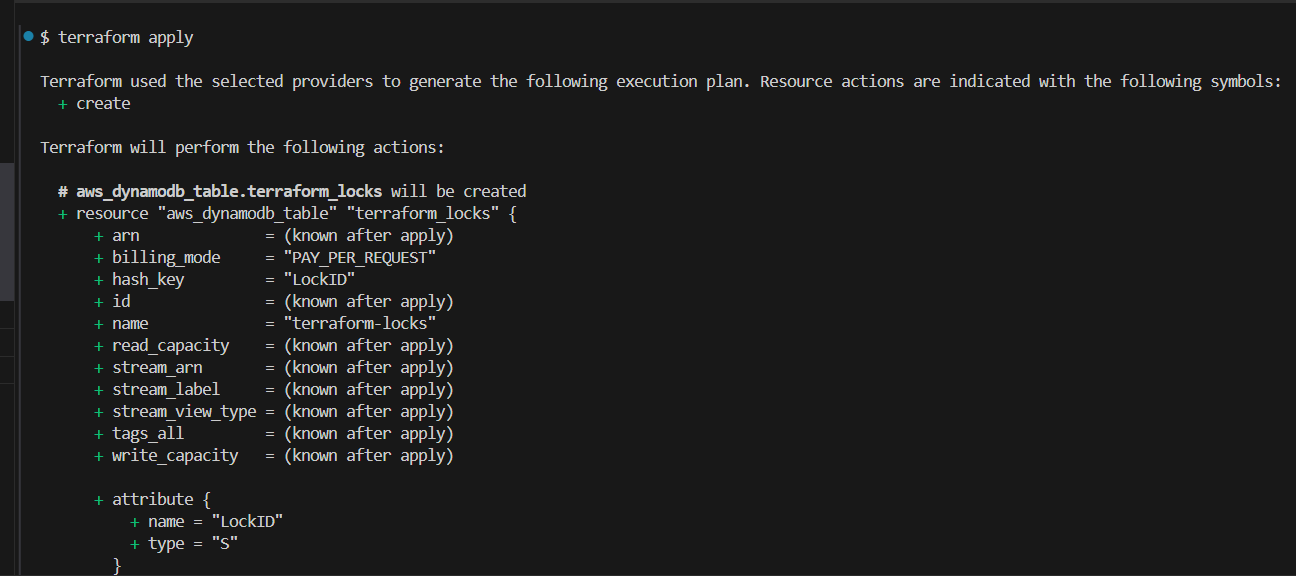 $ terraform apply
Terraform used the selected providers to generate the following execution plan. Resource actions are indicated with the following symbols:
  + create
Terraform will perform the following actions:
  # aws_dynamodb_table.terraform_locks will be created
  + resource "aws_dynamodb_table" "terraform_locks" {
      + arn              = (known after apply)
      + billing_mode     = "PAY_PER_REQUEST"
      + hash_key         = "LockID"
      + id               = (known after apply)
      + name             = "terraform-locks"
      + read_capacity    = (known after apply)
      + stream_arn       = (known after apply)
      + stream_label     = (known after apply)
      + stream_view_type = (known after apply)
      + tags_all         = (known after apply)
      + write_capacity   = (known after apply)
      + attribute {
          + name = "LockID"
          + type = "S"
        }